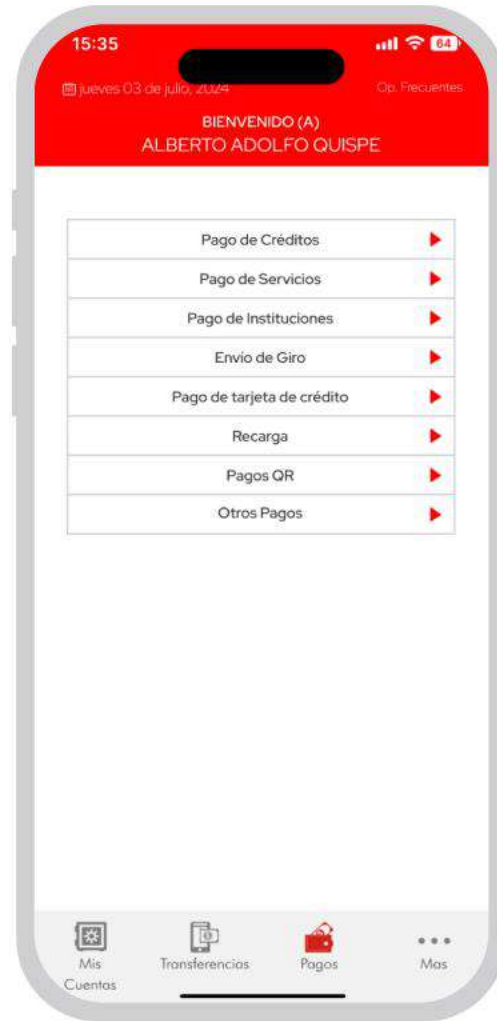 15:35
64
jueves 03 de julio, 2024
Op. Frecuentes
BIENVENIDO (A)
ALBERTO ADOLFO QUISPE
Pago de Créditos
Pago de Servicios
Pago de Instituciones
Envío de Giro
Pago de tarjeta de crédito
Recarga
Pagos QR
Otros Pagos
Mis
Cuentas
Transferencias
Pagos
Mas